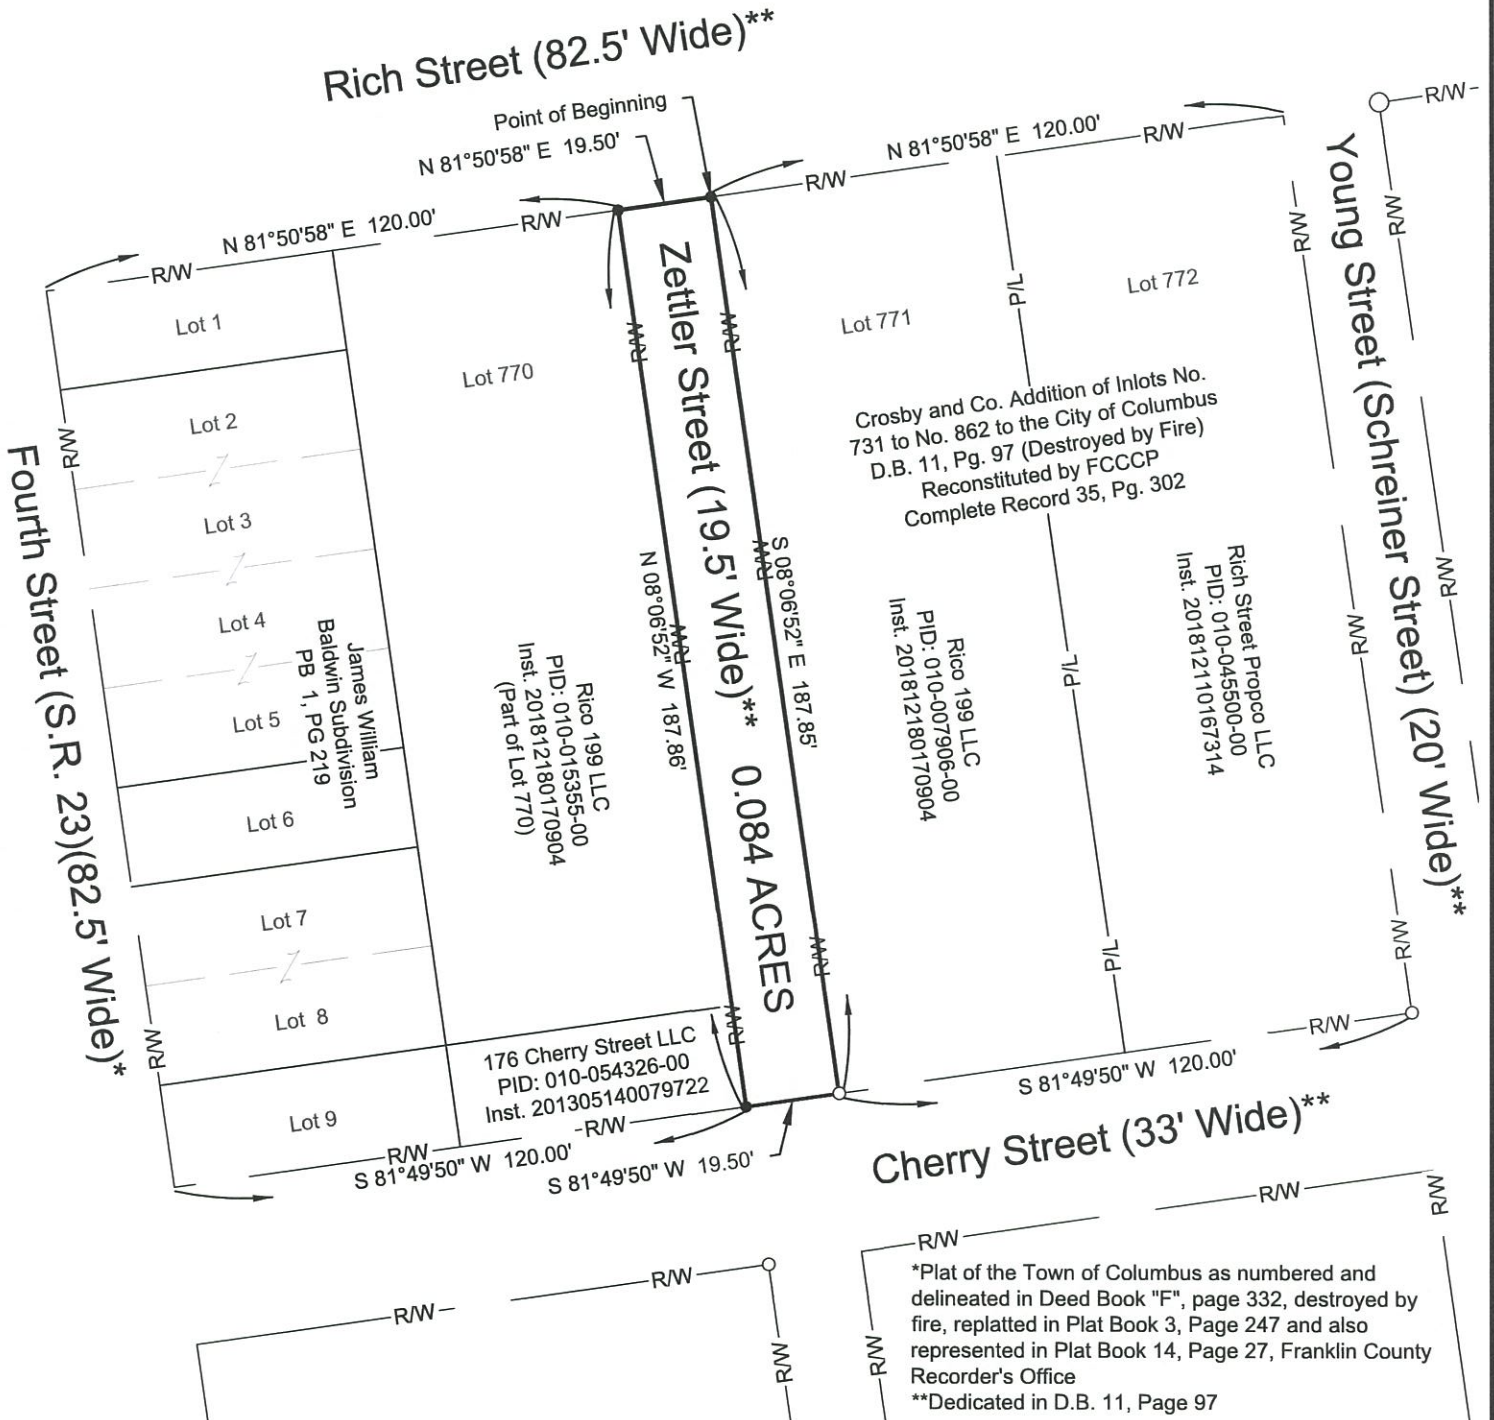 Rich Street (82.5' Wide)**
Point of Beginning
N 81°50'58" E 19.50'
N 81°50'58" E 120.00'
R/W
R/W
R/W
N 81°50'58" E 120.00'
R/W
R/W
Lot 1
Lot 2
Lot 3
Lot 4
Lot 5
Lot 6
Lot 7
Lot 8
Lot 9
James William
Baldwin Subdivision
PB 1, PG 219
Fourth Street (S.R. 23)(82.5' Wide)*
R/W
R/W
Lot 770
Rico 199 LLC
PID: 010-015355-00
Inst. 201812180170904
(Part of Lot 770)
176 Cherry Street LLC
PID: 010-054326-00
Inst. 201305140079722
R/W
R/W
R/W
N 08°06'52" W 187.86'
Zettler Street (19.5' Wide)** 0.084 ACRES
S 08°06'52" E 187.85'
R/W
R/W
R/W
Lot 771
Lot 772
P/L
P/L
P/L
Crosby and Co. Addition of Inlots No.
731 to No. 862 to the City of Columbus
D.B. 11, Pg. 97 (Destroyed by Fire)
Reconstituted by FCCCP
Complete Record 35, Pg. 302
Rico 199 LLC
PID: 010-007906-00
Inst. 201812180170904
Rich Street Propco LLC
PID: 010-045500-00
Inst. 201812110167314
R/W
R/W
R/W
Young Street (Schreiner Street) (20' Wide)**
R/W
R/W
R/W
S 81°49'50" W 120.00'
R/W
R/W
S 81°49'50" W 120.00'
S 81°49'50" W 19.50'
Cherry Street (33' Wide)**
R/W
R/W
R/W
R/W
R/W
R/W
R/W
*Plat of the Town of Columbus as numbered and
delineated in Deed Book "F", page 332, destroyed by
fire, replatted in Plat Book 3, Page 247 and also
represented in Plat Book 14, Page 27, Franklin County
Recorder's Office
**Dedicated in D.B. 11, Page 97